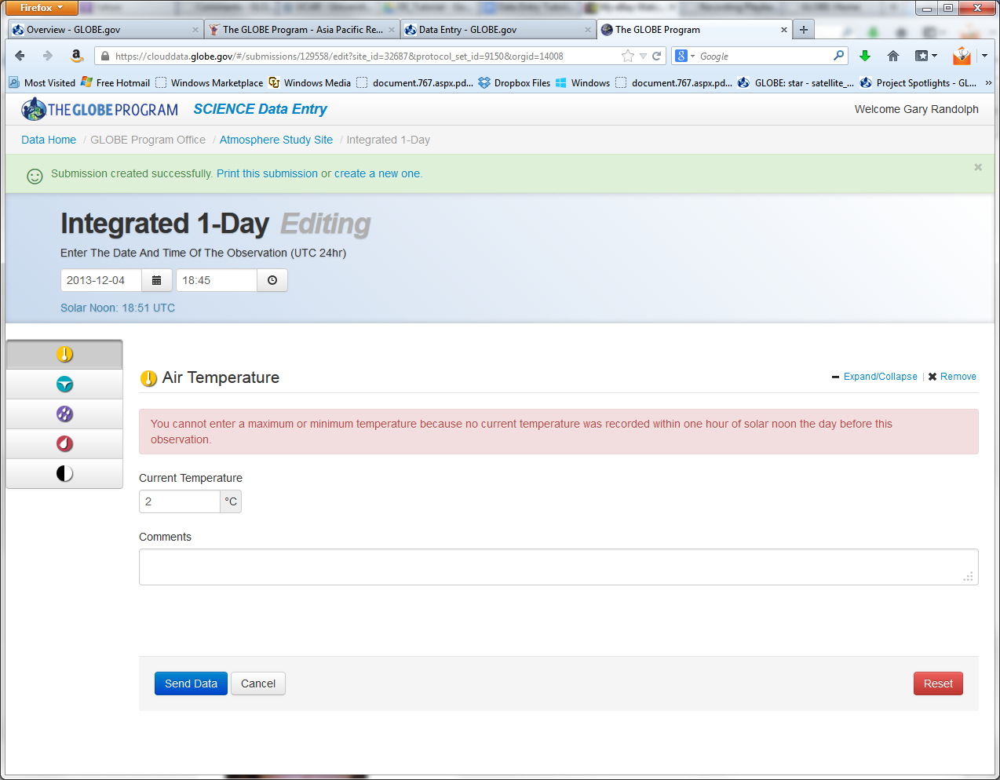 Firefox
Overview - GLOBE.gov
The GLOBE Program - Asia Pacific Re...
Data Entry - GLOBE.gov
The GLOBE Program
https://clouddata.globe.gov/#/submissions/129558/edit?site_id=32687&protocol_set_id=9150&orgid=14008
Google
Most Visited Free Hotmail Windows Marketplace Windows Media document.767.aspx.pd... Dropbox Files Windows document.767.aspx.pd... GLOBE: star - satellite_... Project Spotlights - GL... »
THE GLOBE PROGRAM SCIENCE Data Entry Welcome Gary Randolph
Data Home / GLOBE Program Office / Atmosphere Study Site / Integrated 1-Day
Submission created successfully. Print this submission or create a new one.
Integrated 1-Day Editing
Enter The Date And Time Of The Observation (UTC 24hr)
2013-12-04 18:45
Solar Noon: 18:51 UTC
Air Temperature Expand/Collapse | Remove
You cannot enter a maximum or minimum temperature because no current temperature was recorded within one hour of solar noon the day before this
observation.
Current Temperature
2 °C
Comments
Send Data Cancel Reset